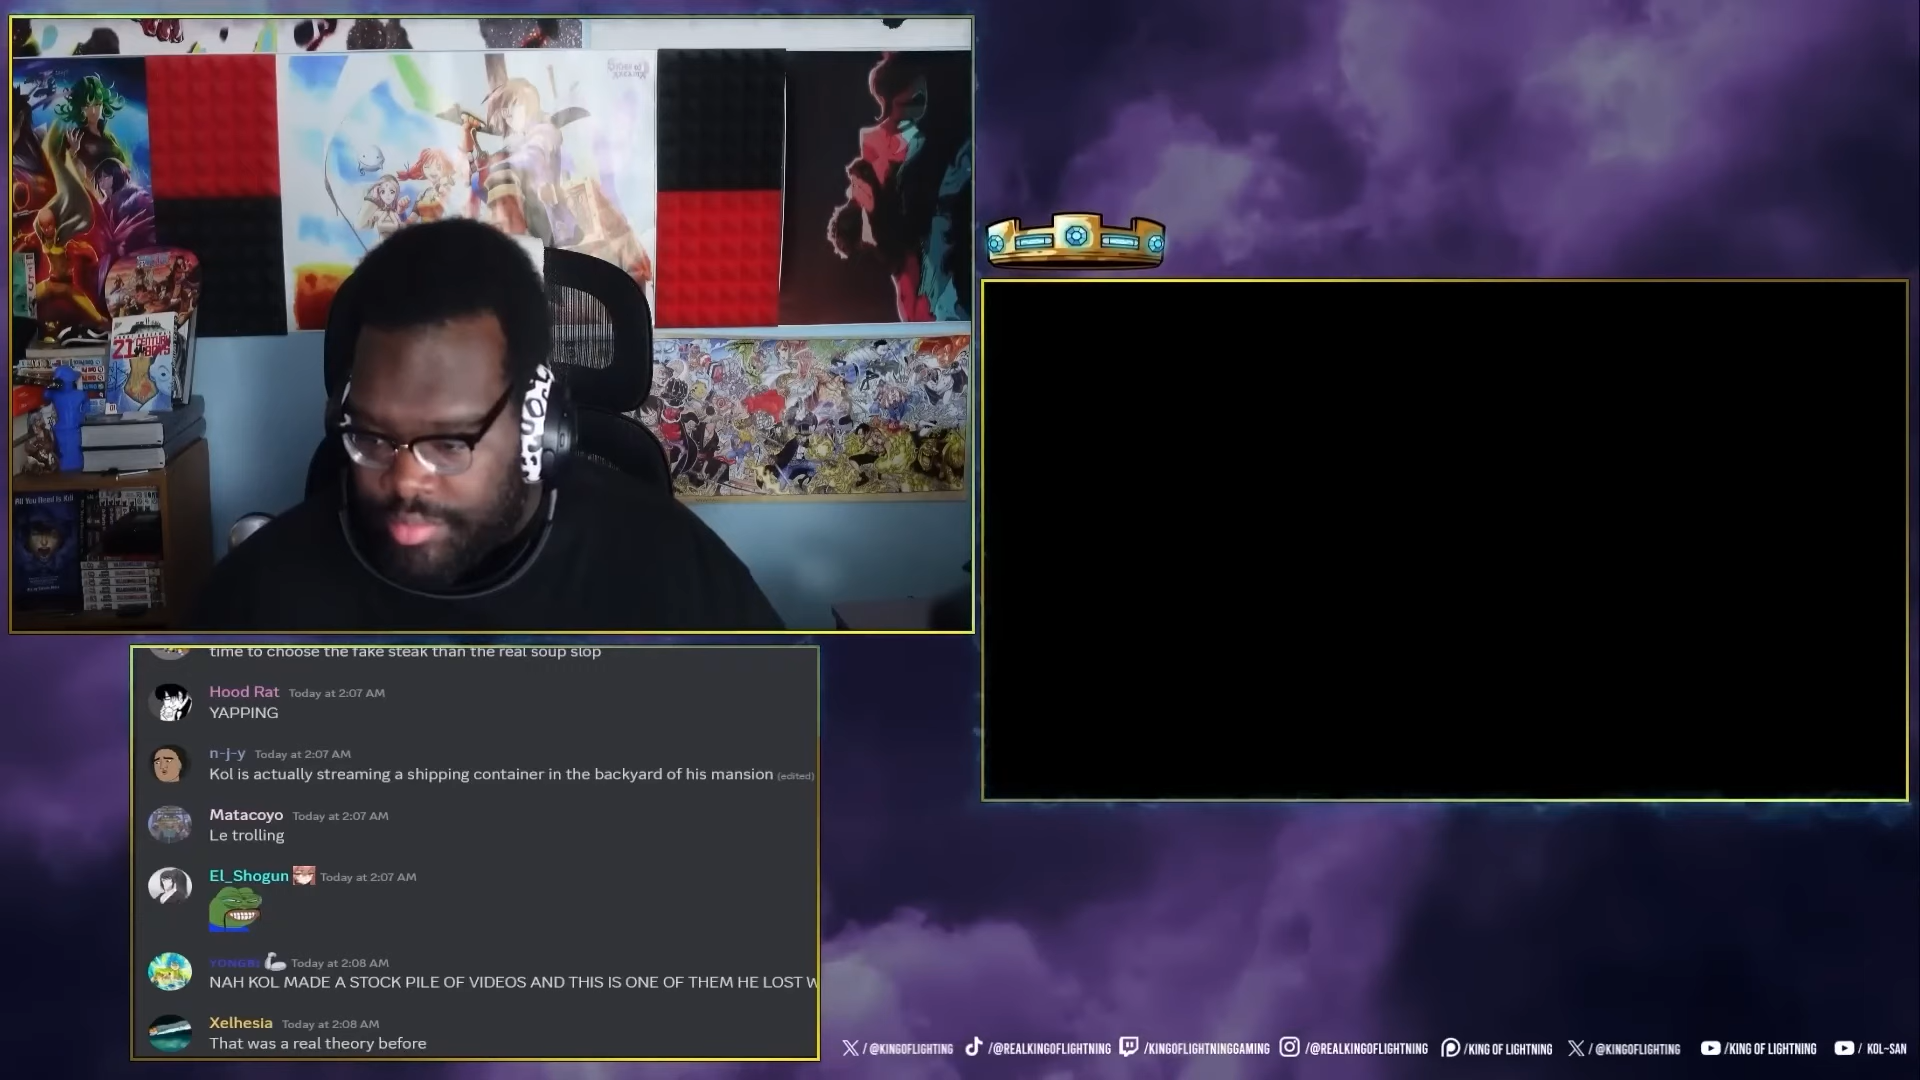 21ST CENTURY
BOYS
All You Need Is Kill
time to choose the fake steak than the real soup slop
Hood Rat Today at 2:07 AM
YAPPING
n-j-y Today at 2:07 AM
Kol is actually streaming a shipping container in the backyard of his mansion (edited)
Matacoyo Today at 2:07 AM
Le trolling
El_Shogun Today at 2:07 AM
Today at 2:08 AM
NAH KOL MADE A STOCK PILE OF VIDEOS AND THIS IS ONE OF THEM HE LOST W
Xelhesia Today at 2:08 AM
That was a real theory before
/ @KINGOFLIGHTING /@REALKINGOFLIGHTNING /KINGOFLIGHTNINGGAMING /@REALKINGOFLIGHTNING /KING OF LIGHTNING / @KINGOFLIGHTING /KING OF LIGHTNING / KOL-SAN